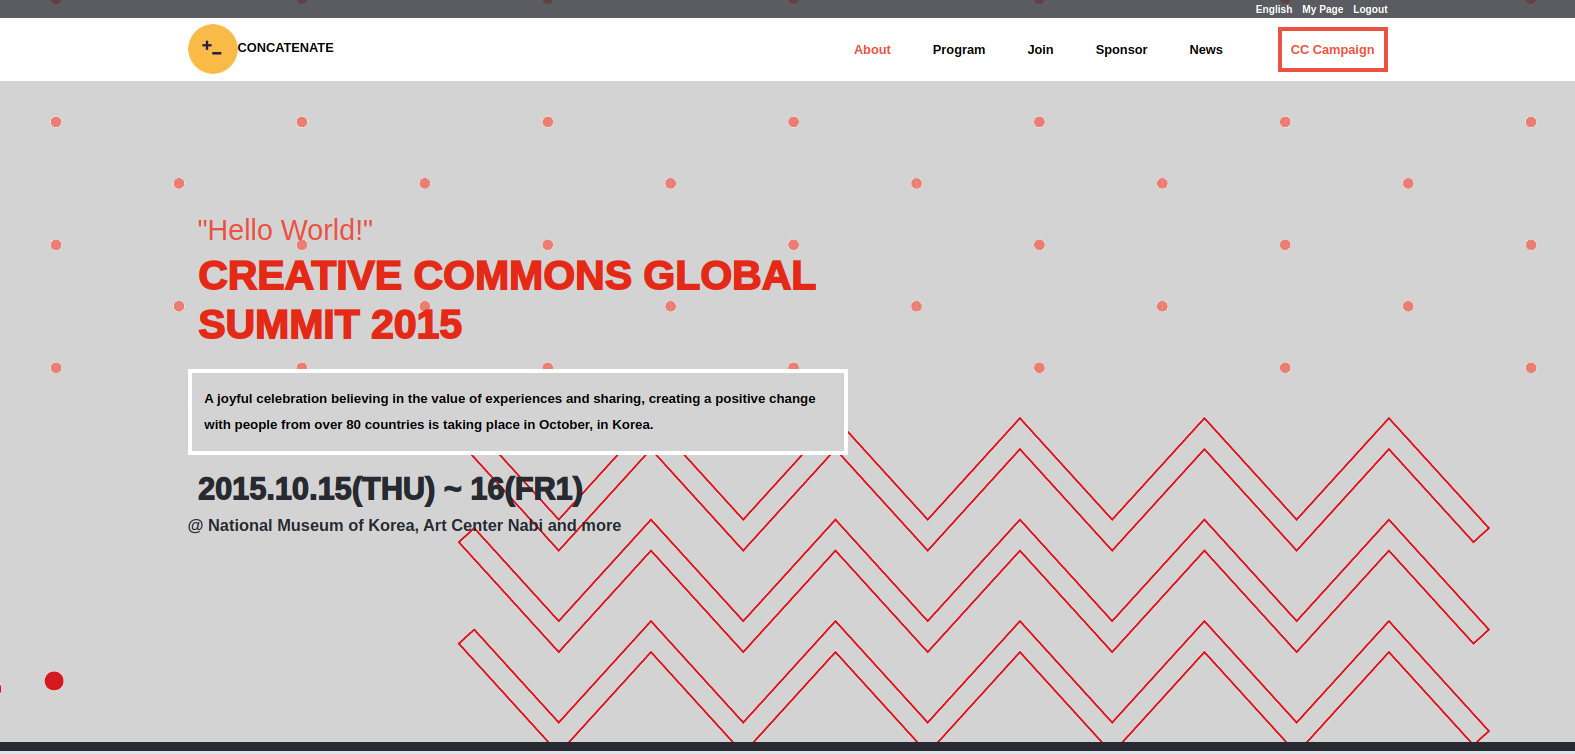 English My Page Logout
CONCATENATE
About Program Join Sponsor CC Campaign
"Hello World!"
CREATIVE COMMONS GLOBAL
SUMMIT 2015
A joyful celebration believing in the value of experiences and sharing, creating a positive change
with people from over 80 countries is taking place in October, in Korea.
2015.10.15(THU) ~ 16(FR1)
@ National Museum of Korea, Art Center Nabi and more